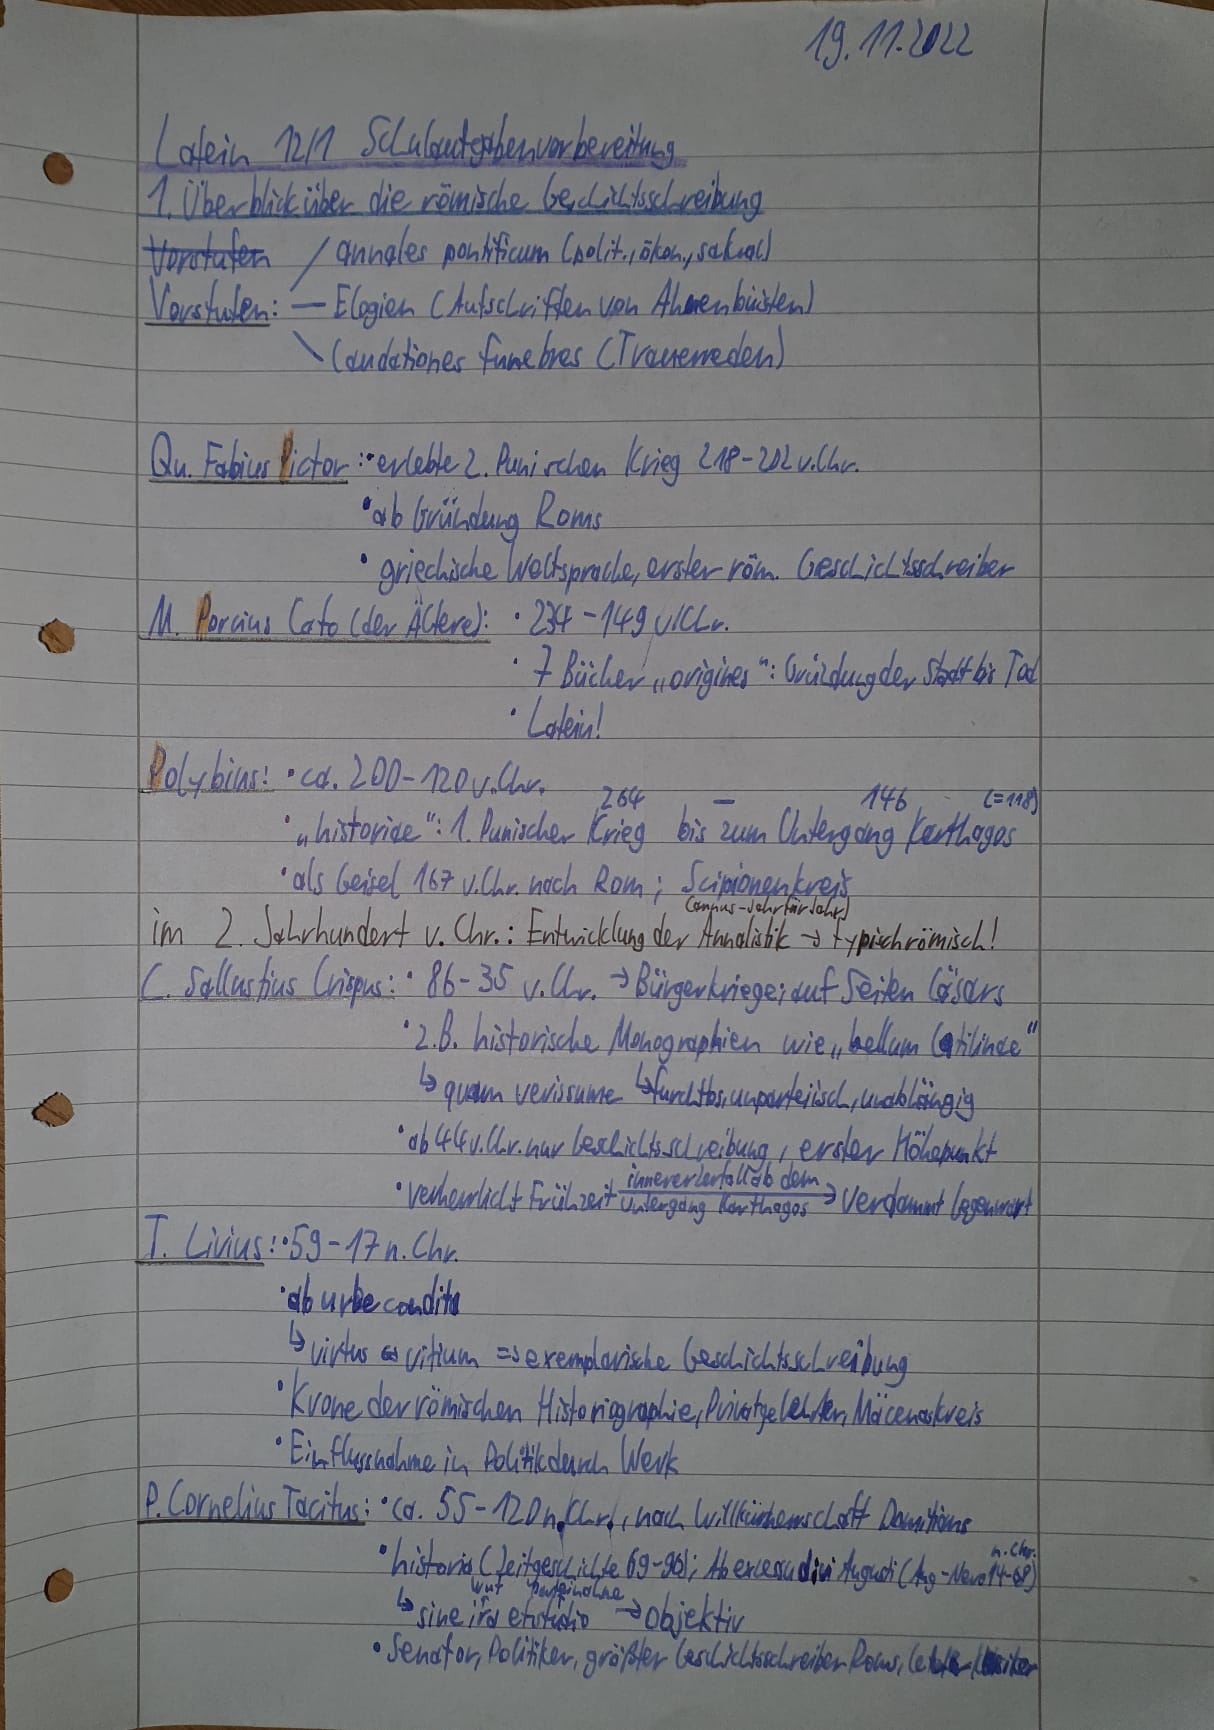 19.11.2022
Latein 12/1 Schulaufgabenvorbereitung
1. Überblick über die römische Geschichtsschreibung
Vorstufen / annales pontificum (polit., ökon., sakral)
Vorstufen: — Elogien (Aufschriften von Ahnenbüsten)
\ laudationes funebres (Trauerreden)
Qu. Fabius Pictor: • erlebte 2. Punischen Krieg 218-202 v.Chr.
• ab Gründung Roms
• griechische Weltsprache, erster röm. Geschichtsschreiber
M. Porcius Cato (der Ältere): • 234-149 v.Chr.
• 7 Bücher „origines": Gründung der Stadt bis Tod
• Latein!
Polybius: • ca. 200-120 v.Chr.
264 — 146 (=118)
• „historiae": 1. Punischer Krieg bis zum Untergang Karthagos
• als Geisel 167 v.Chr. nach Rom; Scipionenkreis
(annus-Jahr für Jahr)
im 2. Jahrhundert v. Chr.: Entwicklung der Annalistik → typisch römisch!
C. Sallustius Crispus: • 86-35 v.Chr. → Bürgerkriege; auf Seiten Cäsars
• z.B. historische Monographien wie „bellum Catilinae"
↳ quam verissume ↳ furchtlos, unparteiisch, unabhängig
• ab 44 v.Chr. nur Geschichtsschreibung, erster Höhepunkt
• verherrlicht Frühzeit innerer Verfall ab dem Untergang Karthagos → verdammt Gegenwart
T. Livius: • 59-17 n.Chr.
• ab urbe condita
↳ virtus ↔ vitium => exemplarische Geschichtsschreibung
• Krone der römischen Historiographie, Privatgelehrter, Mäcenaskreis
• Einflussnahme in Politik durch Werk
P. Cornelius Tacitus: • ca. 55-120 n.Chr., nach Willkürherrschaft Domitians
n. Chr.
• historia (Zeitgeschichte 69-96); Ab excessu divi Augusti (Aug-Nero 14-68)
Wut Parteinahme
↳ sine ira et studio → objektiv
• Senator, Politiker, größter Geschichtsschreiber Roms, letzter